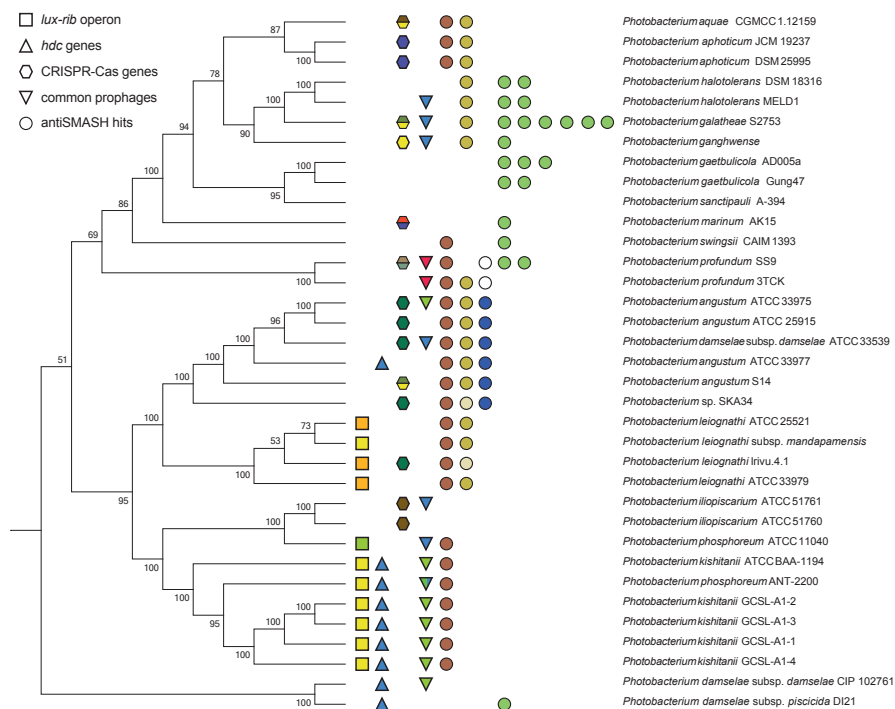 lux-rib operon
hdc genes
CRISPR-Cas genes
common prophages
antiSMASH hits
87
100
78
100
90
94
100
95
100
86
69
100
51
100
96
100
100
100
100
73
53
100
95
100
100
100
100
100
100
95
100
100
Photobacterium aquae CGMCC 1.12159
Photobacterium aphoticum JCM 19237
Photobacterium aphoticum DSM 25995
Photobacterium halotolerans DSM 18316
Photobacterium halotolerans MELD1
Photobacterium galatheae S2753
Photobacterium ganghwense
Photobacterium gaetbulicola AD005a
Photobacterium gaetbulicola Gung47
Photobacterium sanctipauli A-394
Photobacterium marinum AK15
Photobacterium swingsii CAIM 1393
Photobacterium profundum SS9
Photobacterium profundum 3TCK
Photobacterium angustum ATCC 33975
Photobacterium angustum ATCC 25915
Photobacterium damselae subsp. damselae ATCC 33539
Photobacterium angustum ATCC 33977
Photobacterium angustum S14
Photobacterium sp. SKA34
Photobacterium leiognathi ATCC 25521
Photobacterium leiognathi subsp. mandapamensis
Photobacterium leiognathi lrivu.4.1
Photobacterium leiognathi ATCC 33979
Photobacterium iliopiscarium ATCC 51761
Photobacterium iliopiscarium ATCC 51760
Photobacterium phosphoreum ATCC 11040
Photobacterium kishitanii ATCC BAA-1194
Photobacterium phosphoreum ANT-2200
Photobacterium kishitanii GCSL-A1-2
Photobacterium kishitanii GCSL-A1-3
Photobacterium kishitanii GCSL-A1-1
Photobacterium kishitanii GCSL-A1-4
Photobacterium damselae subsp. damselae CIP 102761
Photobacterium damselae subsp. piscicida DI21